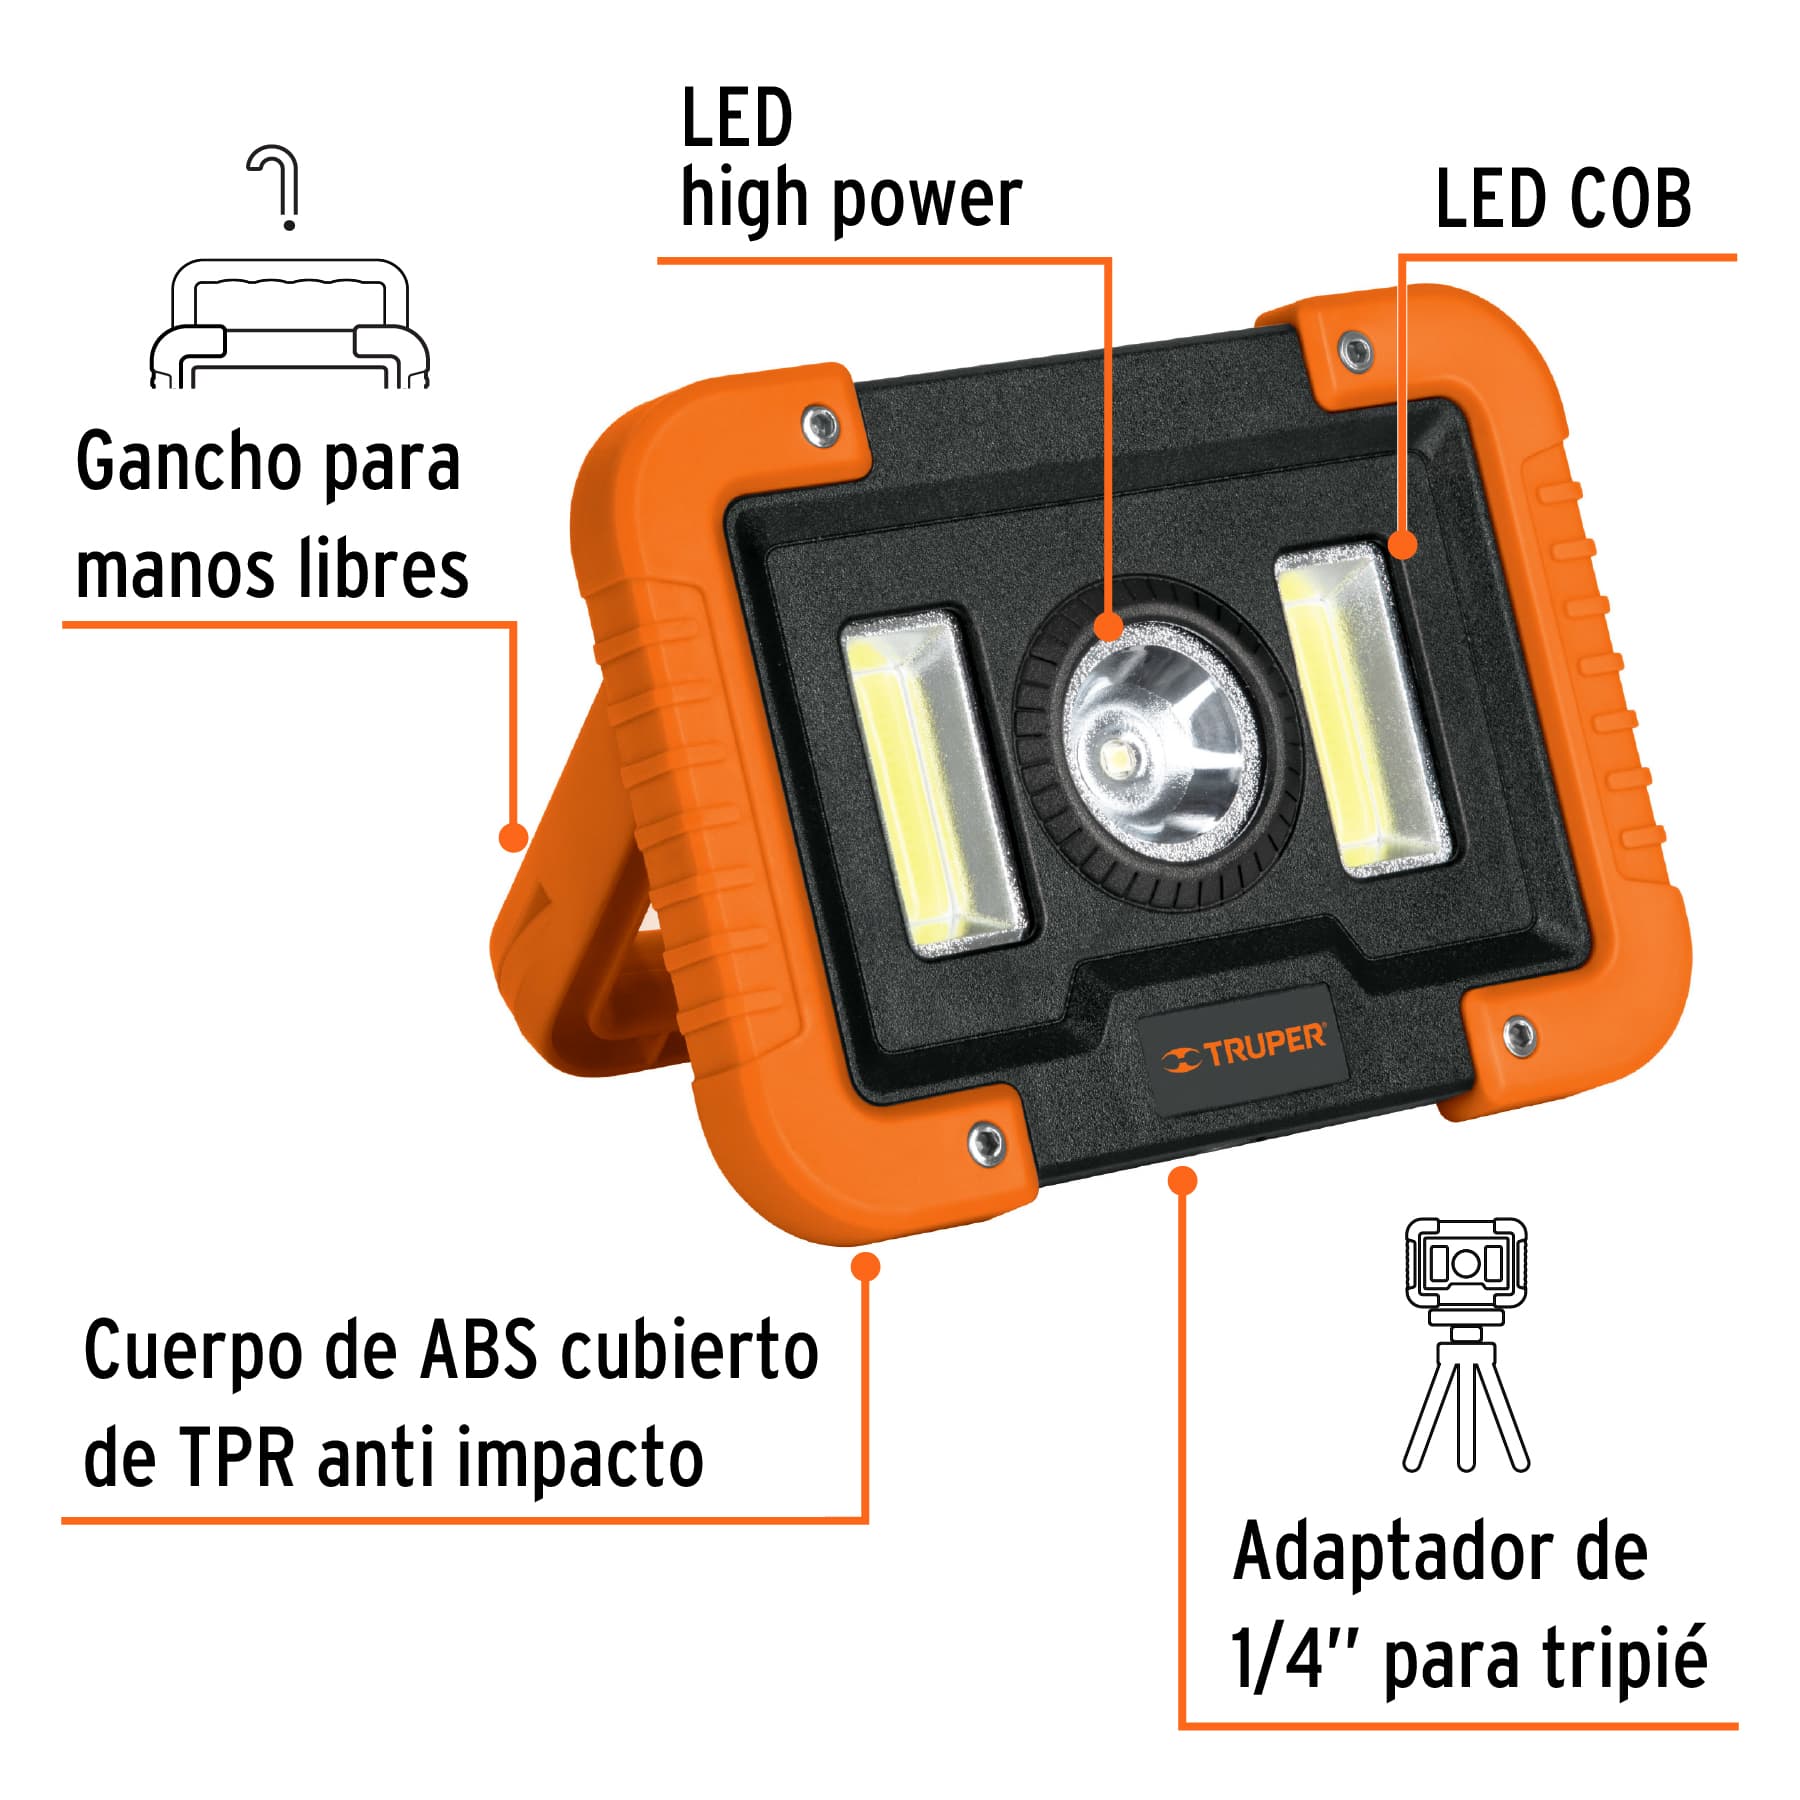 LED
high power
LED COB
Gancho para
manos libres
TRUPER®
Cuerpo de ABS cubierto
de TPR anti impacto
Adaptador de
1/4’’ para tripié